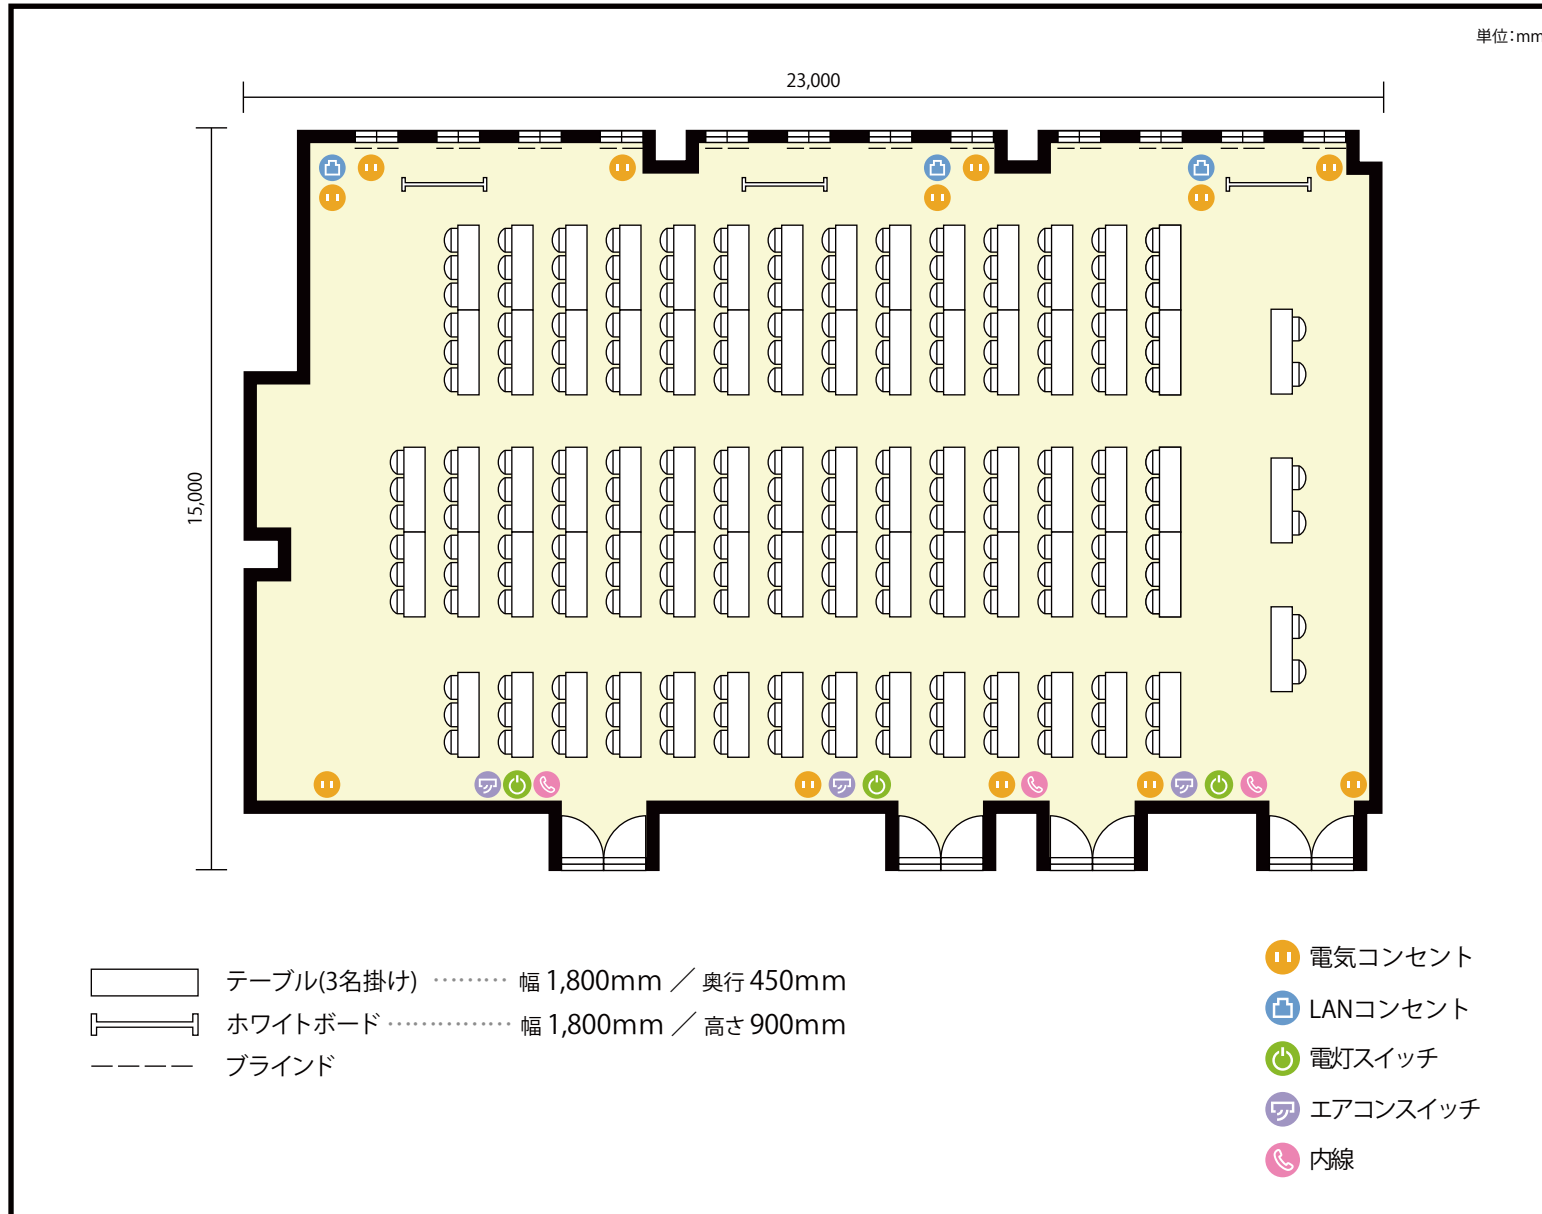 単位:mm
23,000
15,000
テーブル(3名掛け) ……… 幅 1,800mm ／ 奥行 450mm
ホワイトボード …………… 幅 1,800mm ／ 高さ 900mm
ブラインド
電気コンセント
LANコンセント
電灯スイッチ
エアコンスイッチ
内線